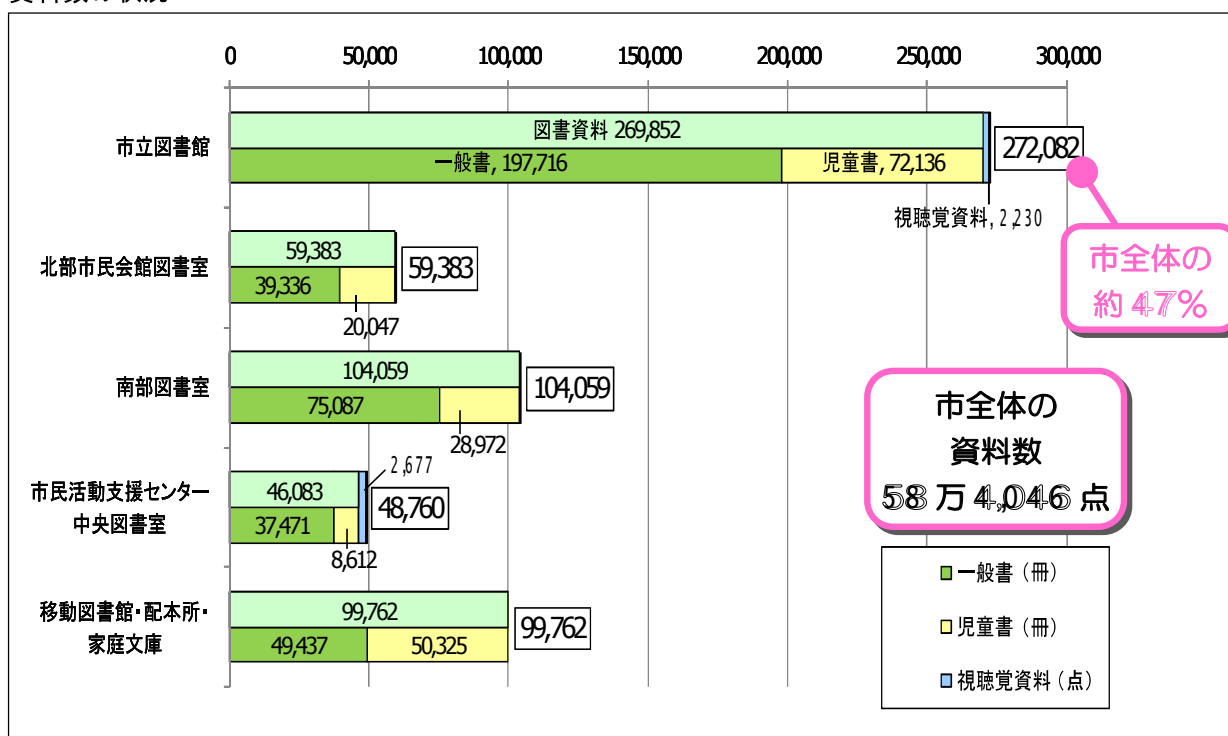 0 50,000 100,000 150,000 200,000 250,000 300,000
市立図書館
図書資料 269,852
一般書, 197,716
児童書, 72,136
272,082
視聴覚資料, 2,230
市全体の
約 47%
北部市民会館図書室
59,383
39,336
20,047
59,383
南部図書室
104,059
75,087
28,972
104,059
市全体の
資料数
58 万 4,046 点
市民活動支援センター
中央図書室
46,083
37,471
8,612
2,677
48,760
移動図書館・配本所・
家庭文庫
99,762
49,437
50,325
99,762
一般書（冊）
児童書（冊）
視聴覚資料（点）